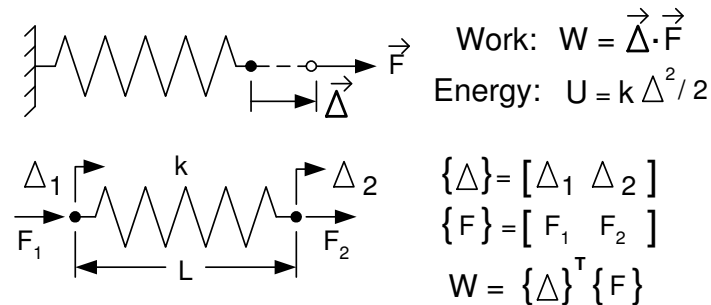 F⃗
Δ⃗
Work: W = Δ⃗·F⃗
Energy: U = k Δ²/2
Δ₁
k
Δ₂
F₁
F₂
L
{Δ}=[Δ₁ Δ₂]
{F}=[F₁ F₂]
W = {Δ}ᵀ{F}